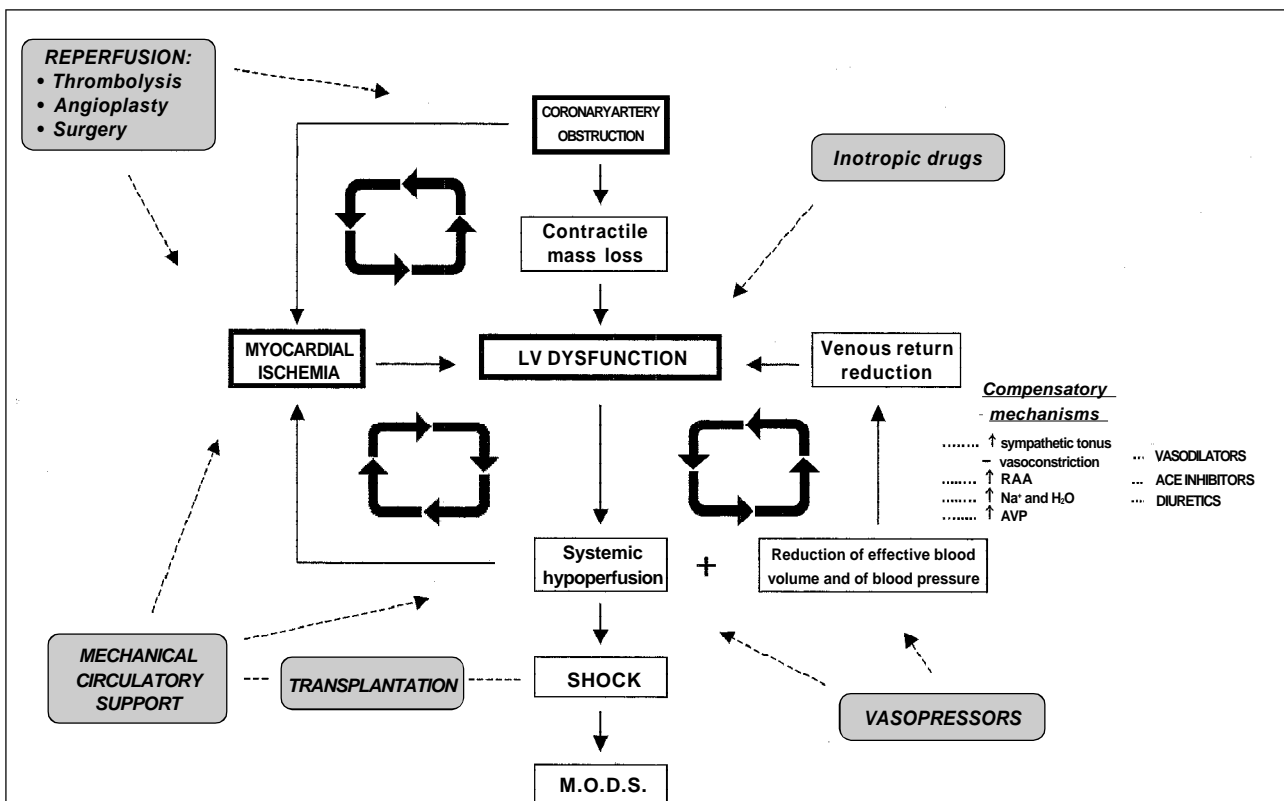 REPERFUSION:
• Thrombolysis
• Angioplasty
• Surgery
CORONARY ARTERY
OBSTRUCTION
Inotropic drugs
Contractile
mass loss
MYOCARDIAL
ISCHEMIA
LV DYSFUNCTION
Venous return
reduction
Compensatory
mechanisms
↑ sympathetic tonus
– vasoconstriction
↑ RAA
↑ Na⁺ and H₂O
↑ AVP
VASODILATORS
ACE INHIBITORS
DIURETICS
Systemic
hypoperfusion
+
Reduction of effective blood
volume and of blood pressure
MECHANICAL
CIRCULATORY
SUPPORT
TRANSPLANTATION
SHOCK
VASOPRESSORS
M.O.D.S.